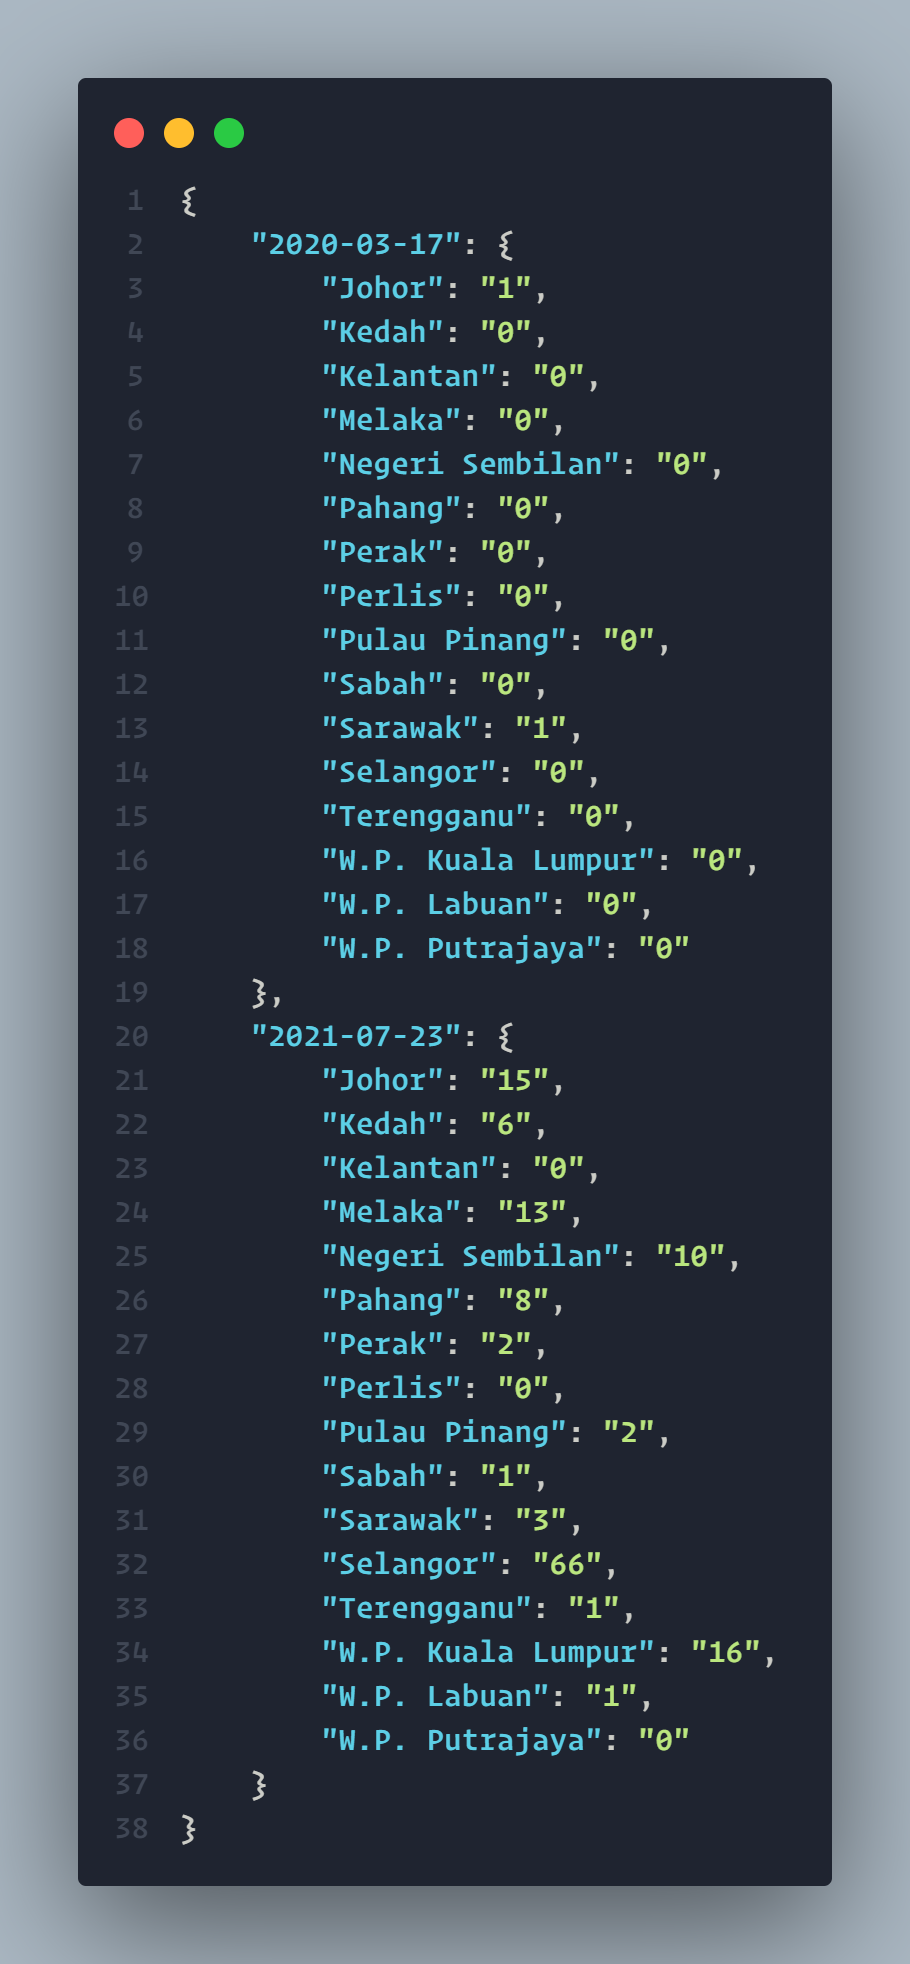 1 {
2     "2020-03-17": {
3         "Johor": "1",
4         "Kedah": "0",
5         "Kelantan": "0",
6         "Melaka": "0",
7         "Negeri Sembilan": "0",
8         "Pahang": "0",
9         "Perak": "0",
10         "Perlis": "0",
11         "Pulau Pinang": "0",
12         "Sabah": "0",
13         "Sarawak": "1",
14         "Selangor": "0",
15         "Terengganu": "0",
16         "W.P. Kuala Lumpur": "0",
17         "W.P. Labuan": "0",
18         "W.P. Putrajaya": "0"
19     },
20     "2021-07-23": {
21         "Johor": "15",
22         "Kedah": "6",
23         "Kelantan": "0",
24         "Melaka": "13",
25         "Negeri Sembilan": "10",
26         "Pahang": "8",
27         "Perak": "2",
28         "Perlis": "0",
29         "Pulau Pinang": "2",
30         "Sabah": "1",
31         "Sarawak": "3",
32         "Selangor": "66",
33         "Terengganu": "1",
34         "W.P. Kuala Lumpur": "16",
35         "W.P. Labuan": "1",
36         "W.P. Putrajaya": "0"
37     }
38 }